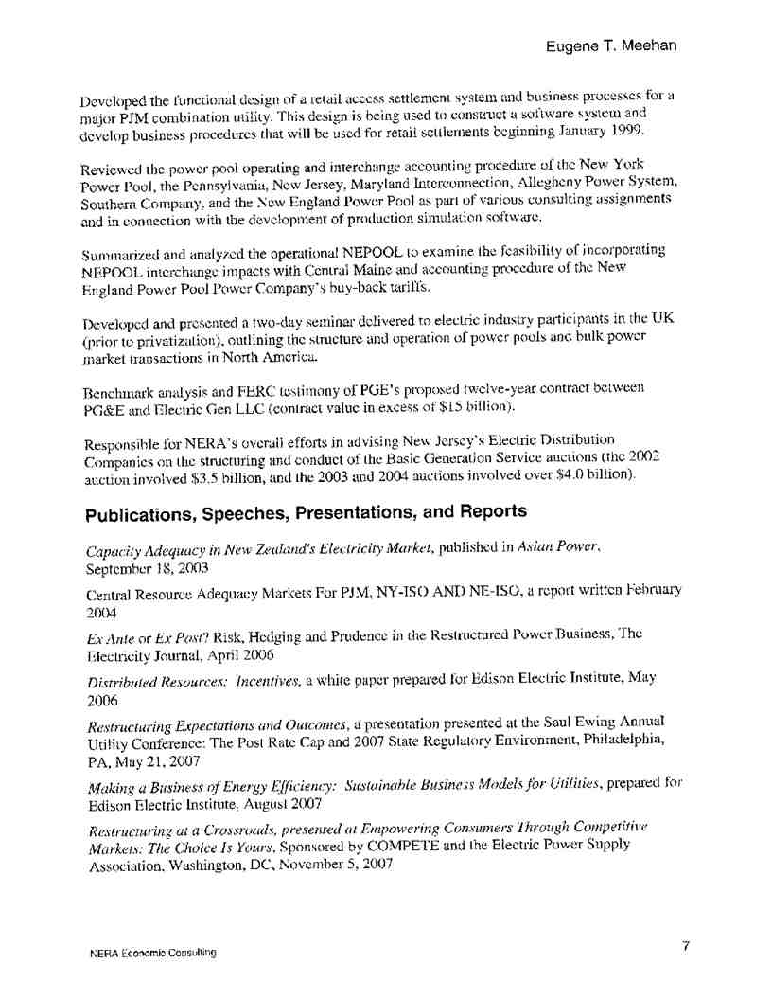 Eugene T. Meehan
Developed the functional design of a retail access settlement system and business processes for a
major PJM combination utility. This design is being used to construct a software system and
develop business procedures that will be used for retail settlements beginning January 1999.
Reviewed the power pool operating and interchange accounting procedure of the New York
Power Pool, the Pennsylvania, New Jersey, Maryland Interconnection, Allegheny Power System,
Southern Company, and the New England Power Pool as part of various consulting assignments
and in connection with the development of production simulation software.
Summarized and analyzed the operational NEPOOL to examine the feasibility of incorporating
NEPOOL interchange impacts with Central Maine and accounting procedure of the New
England Power Pool Power Company's buy-back tariffs.
Developed and presented a two-day seminar delivered to electric industry participants in the UK
(prior to privatization), outlining the structure and operation of power pools and bulk power
market transactions in North America.
Benchmark analysis and FERC testimony of PGE's proposed twelve-year contract between
PG&E and Electric Gen LLC (contract value in excess of $15 billion).
Responsible for NERA's overall efforts in advising New Jersey's Electric Distribution
Companies on the structuring and conduct of the Basic Generation Service auctions (the 2002
auction involved $3.5 billion, and the 2003 and 2004 auctions involved over $4.0 billion).
Publications, Speeches, Presentations, and Reports
Capacity Adequacy in New Zealand's Electricity Market, published in Asian Power,
September 18, 2003
Central Resource Adequacy Markets For PJM, NY-ISO AND NE-ISO, a report written February
2004
Ex Ante or Ex Post? Risk, Hedging and Prudence in the Restructured Power Business, The
Electricity Journal, April 2006
Distributed Resources: Incentives, a white paper prepared for Edison Electric Institute, May
2006
Restructuring Expectations and Outcomes, a presentation presented at the Saul Ewing Annual
Utility Conference: The Post Rate Cap and 2007 State Regulatory Environment, Philadelphia,
PA, May 21, 2007
Making a Business of Energy Efficiency: Sustainable Business Models for Utilities, prepared for
Edison Electric Institute, August 2007
Restructuring at a Crossroads, presented at Empowering Consumers Through Competitive
Markets: The Choice Is Yours, Sponsored by COMPETE and the Electric Power Supply
Association, Washington, DC, November 5, 2007
NERA Economic Consulting
7